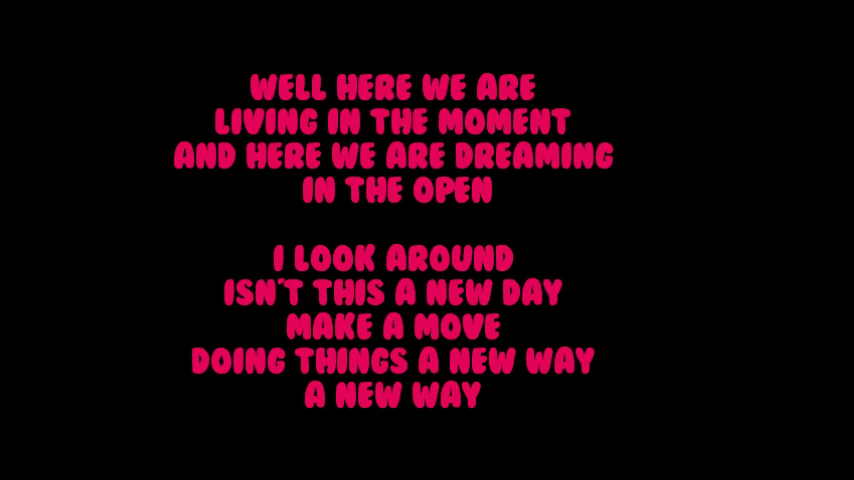 WELL HERE WE ARE
LIVING IN THE MOMENT
AND HERE WE ARE DREAMING
IN THE OPEN
I LOOK AROUND
ISN'T THIS A NEW DAY
MAKE A MOVE
DOING THINGS A NEW WAY
A NEW WAY